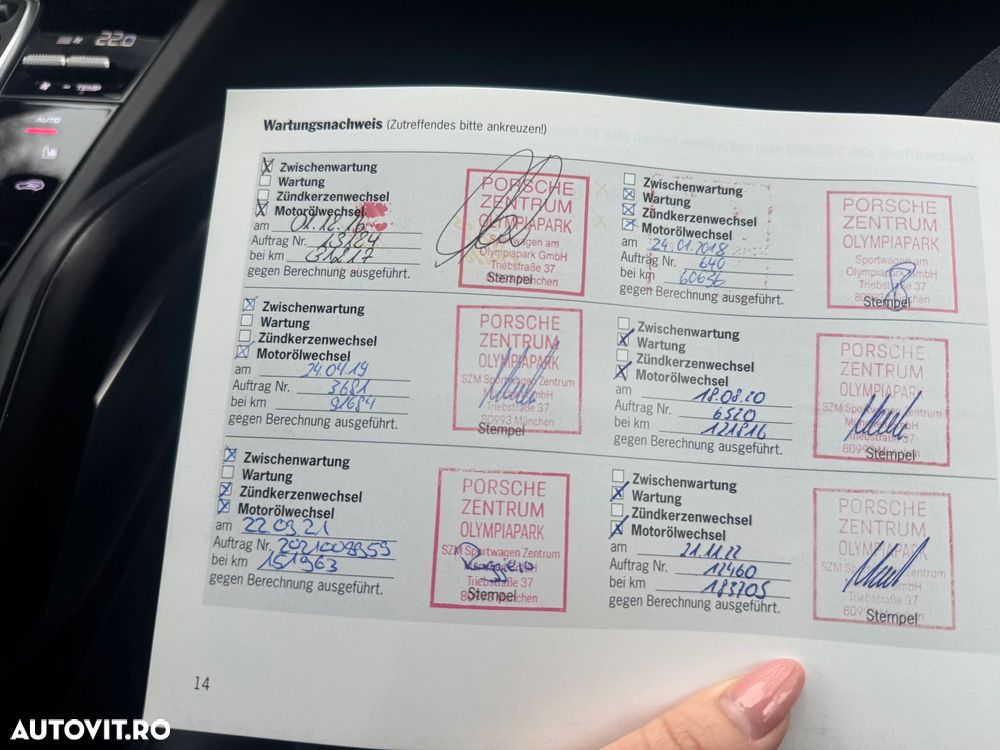 22.0
TEMP
AUTO
Wartungsnachweis (Zutreffendes bitte ankreuzen!)
X Zwischenwartung
Wartung
Zündkerzenwechsel
X Motorölwechsel
am 01.12.16
Auftrag Nr.
bei km 31217
gegen Berechnung ausgeführt.
PORSCHE
ZENTRUM
OLYMPIAPARK
Sportwagen am
Olympiapark GmbH
Triebstraße 37
München
Stempel
Zwischenwartung
X Wartung
X Zündkerzenwechsel
X Motorölwechsel
am 24.01.2018
Auftrag Nr. 640
bei km 60656
gegen Berechnung ausgeführt.
PORSCHE
ZENTRUM
OLYMPIAPARK
Sportwagen am
Olympiapark GmbH
Triebstraße 37
München
Stempel
X Zwischenwartung
Wartung
Zündkerzenwechsel
X Motorölwechsel
am 24.04.19
Auftrag Nr. 3681
bei km 91684
gegen Berechnung ausgeführt.
PORSCHE
ZENTRUM
OLYMPIAPARK
SZM Sportwagen Zentrum
Triebstraße 37
80993 München
Stempel
Zwischenwartung
X Wartung
Zündkerzenwechsel
X Motorölwechsel
am 18.08.20
Auftrag Nr. 6520
bei km 121816
gegen Berechnung ausgeführt.
PORSCHE
ZENTRUM
OLYMPIAPARK
SZM Sportwagen Zentrum
Triebstraße 37
Stempel
X Zwischenwartung
Wartung
X Zündkerzenwechsel
X Motorölwechsel
am 22.09.21
Auftrag Nr.
bei km 151963
gegen Berechnung ausgeführt.
PORSCHE
ZENTRUM
OLYMPIAPARK
SZM Sportwagen Zentrum
Triebstraße 37
Stempel
Zwischenwartung
X Wartung
Zündkerzenwechsel
X Motorölwechsel
am 21.11.22
Auftrag Nr. 12460
bei km 183705
gegen Berechnung ausgeführt.
PORSCHE
ZENTRUM
OLYMPIAPARK
SZM Zentrum
Triebstraße 37
Stempel
14
AUTOVIT.RO